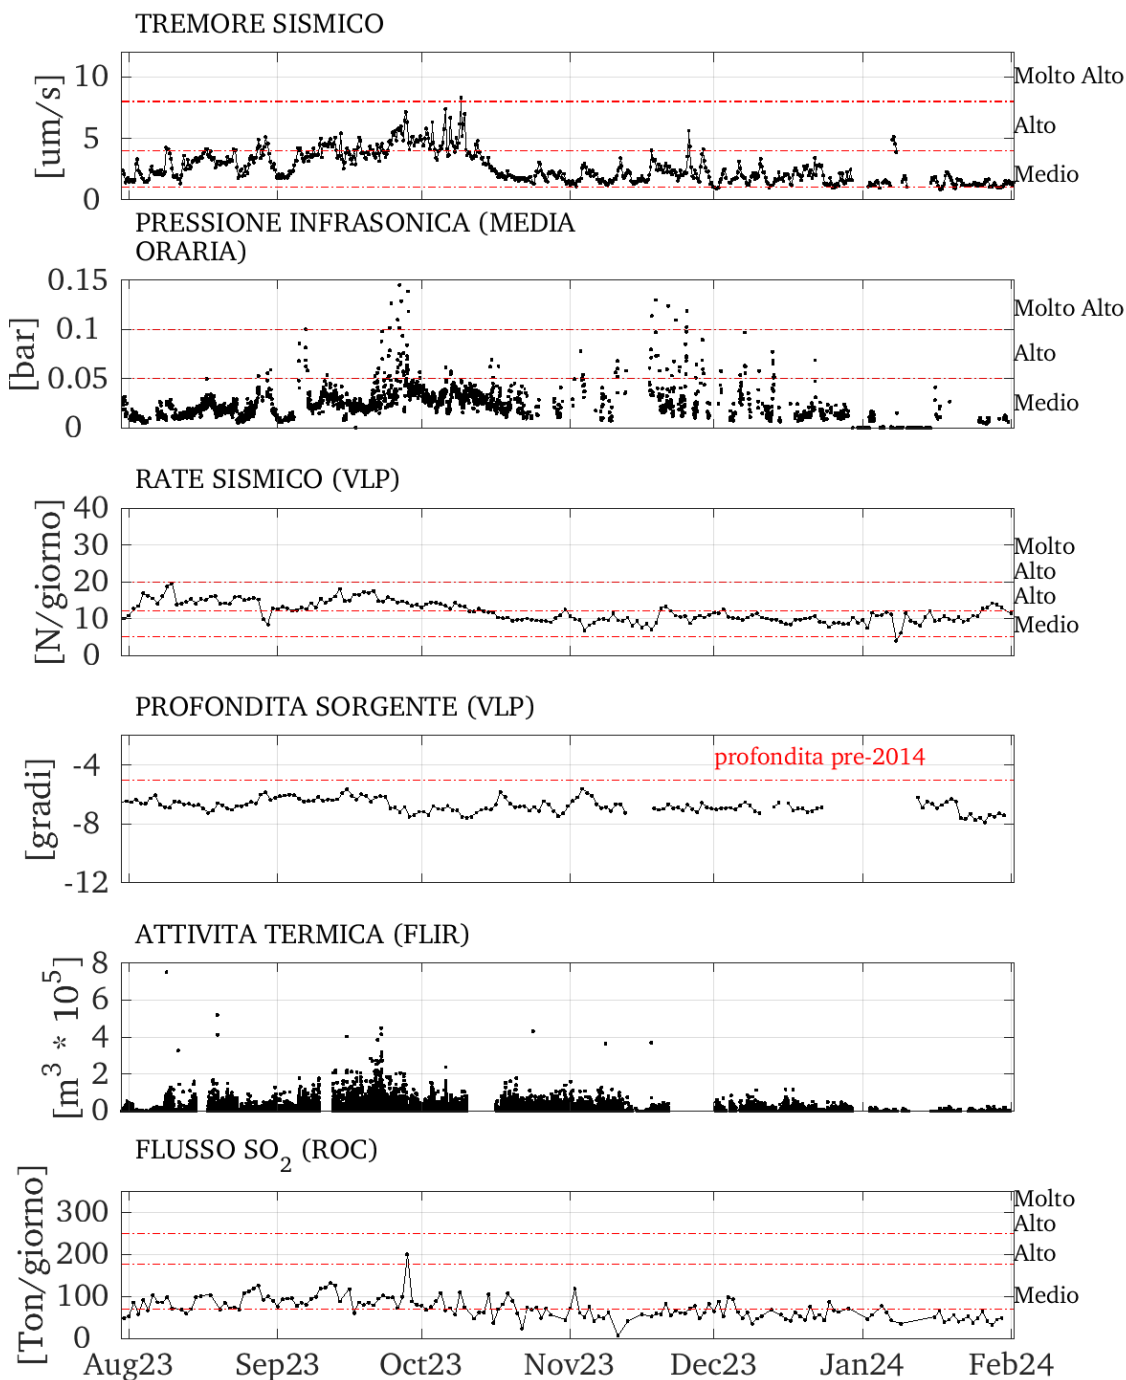 TREMORE SISMICO
[um/s]
10
5
0
Molto Alto
Alto
Medio
PRESSIONE INFRASONICA (MEDIA
ORARIA)
[bar]
0.15
0.1
0.05
0
Molto Alto
Alto
Medio
RATE SISMICO (VLP)
[N/giorno]
40
30
20
10
0
Molto
Alto
Alto
Medio
PROFONDITA SORGENTE (VLP)
[gradi]
-4
-8
-12
profondita pre-2014
ATTIVITA TERMICA (FLIR)
[m³ * 10⁵]
8
6
4
2
0
FLUSSO SO₂ (ROC)
[Ton/giorno]
300
200
100
0
Molto
Alto
Alto
Medio
Aug23 Sep23 Oct23 Nov23 Dec23 Jan24 Feb24